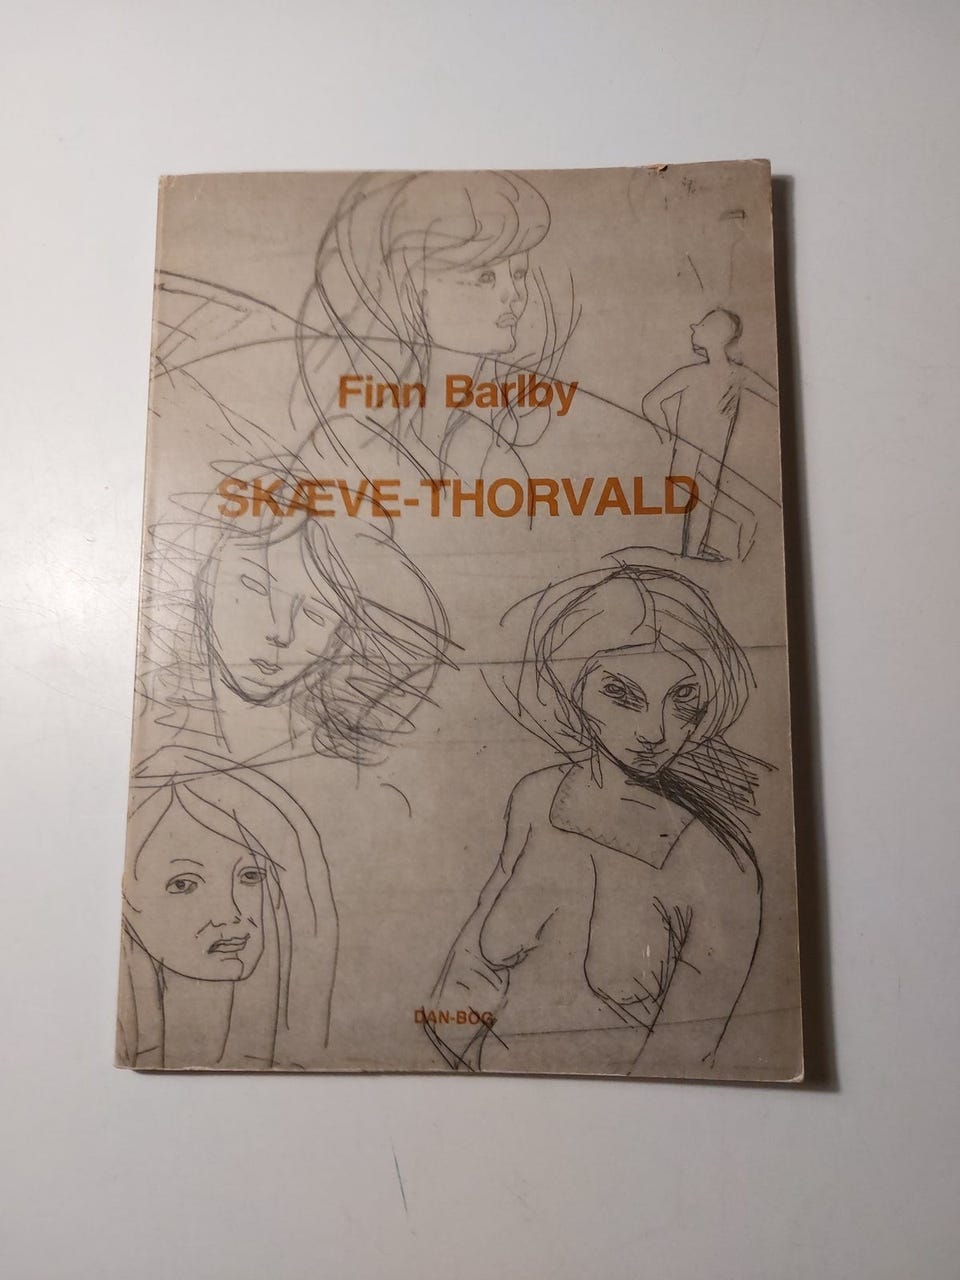 Finn Barlby
SKÆVE-THORVALD
DAN-BOG